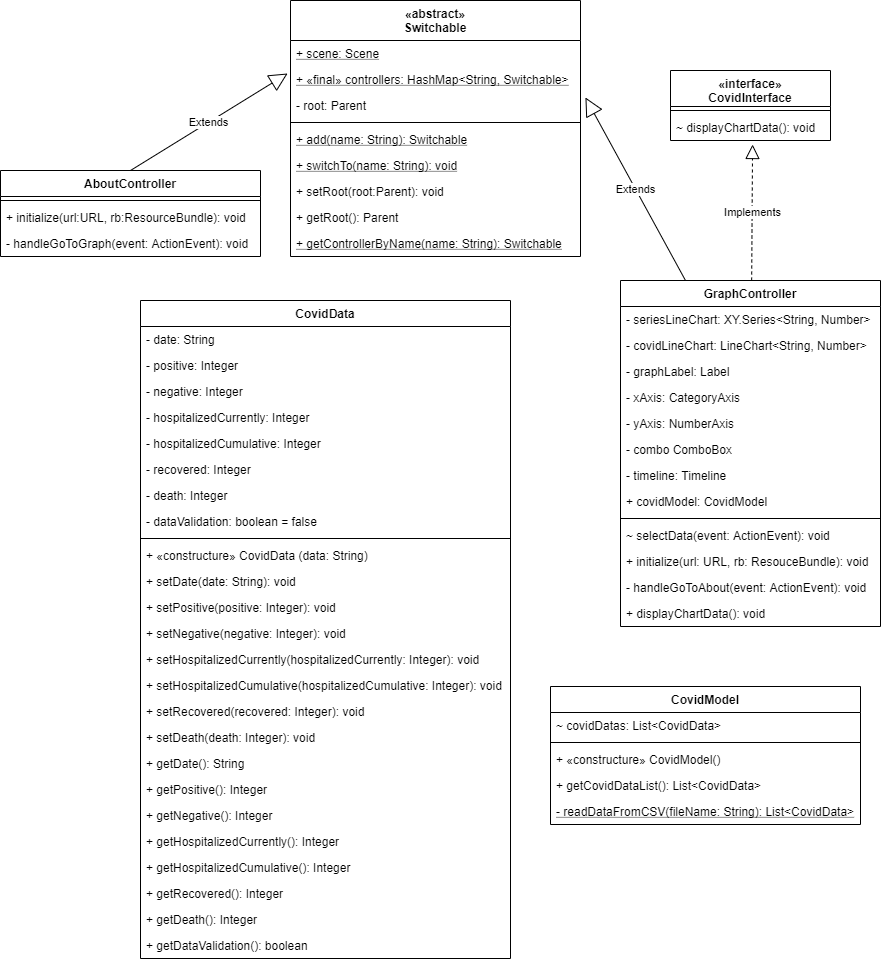 «abstract»
Switchable
+ scene: Scene
+ «final» controllers: HashMap<String, Switchable>
- root: Parent
+ add(name: String): Switchable
+ switchTo(name: String): void
+ setRoot(root:Parent): void
+ getRoot(): Parent
+ getControllerByName(name: String): Switchable
«interface»
CovidInterface
~ displayChartData(): void
Extends
AboutController
+ initialize(url:URL, rb:ResourceBundle): void
- handleGoToGraph(event: ActionEvent): void
Extends
Implements
GraphController
- seriesLineChart: XY.Series<String, Number>
- covidLineChart: LineChart<String, Number>
- graphLabel: Label
- xAxis: CategoryAxis
- yAxis: NumberAxis
- combo ComboBox
- timeline: Timeline
+ covidModel: CovidModel
~ selectData(event: ActionEvent): void
+ initialize(url: URL, rb: ResouceBundle): void
- handleGoToAbout(event: ActionEvent): void
+ displayChartData(): void
CovidData
- date: String
- positive: Integer
- negative: Integer
- hospitalizedCurrently: Integer
- hospitalizedCumulative: Integer
- recovered: Integer
- death: Integer
- dataValidation: boolean = false
+ «constructure» CovidData (data: String)
+ setDate(date: String): void
+ setPositive(positive: Integer): void
+ setNegative(negative: Integer): void
+ setHospitalizedCurrently(hospitalizedCurrently: Integer): void
+ setHospitalizedCumulative(hospitalizedCumulative: Integer): void
+ setRecovered(recovered: Integer): void
+ setDeath(death: Integer): void
+ getDate(): String
+ getPositive(): Integer
+ getNegative(): Integer
+ getHospitalizedCurrently(): Integer
+ getHospitalizedCumulative(): Integer
+ getRecovered(): Integer
+ getDeath(): Integer
+ getDataValidation(): boolean
CovidModel
~ covidDatas: List<CovidData>
+ «constructure» CovidModel()
+ getCovidDataList(): List<CovidData>
- readDataFromCSV(fileName: String): List<CovidData>